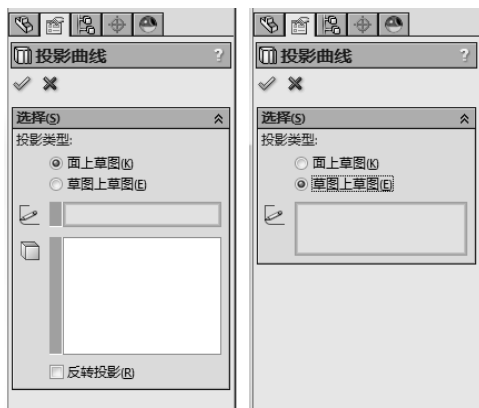 投影曲线 ?
选择(S)
投影类型:
面上草图(K)
草图上草图(E)
反转投影(R)
投影曲线 ?
选择(S)
投影类型:
面上草图(K)
草图上草图(E)